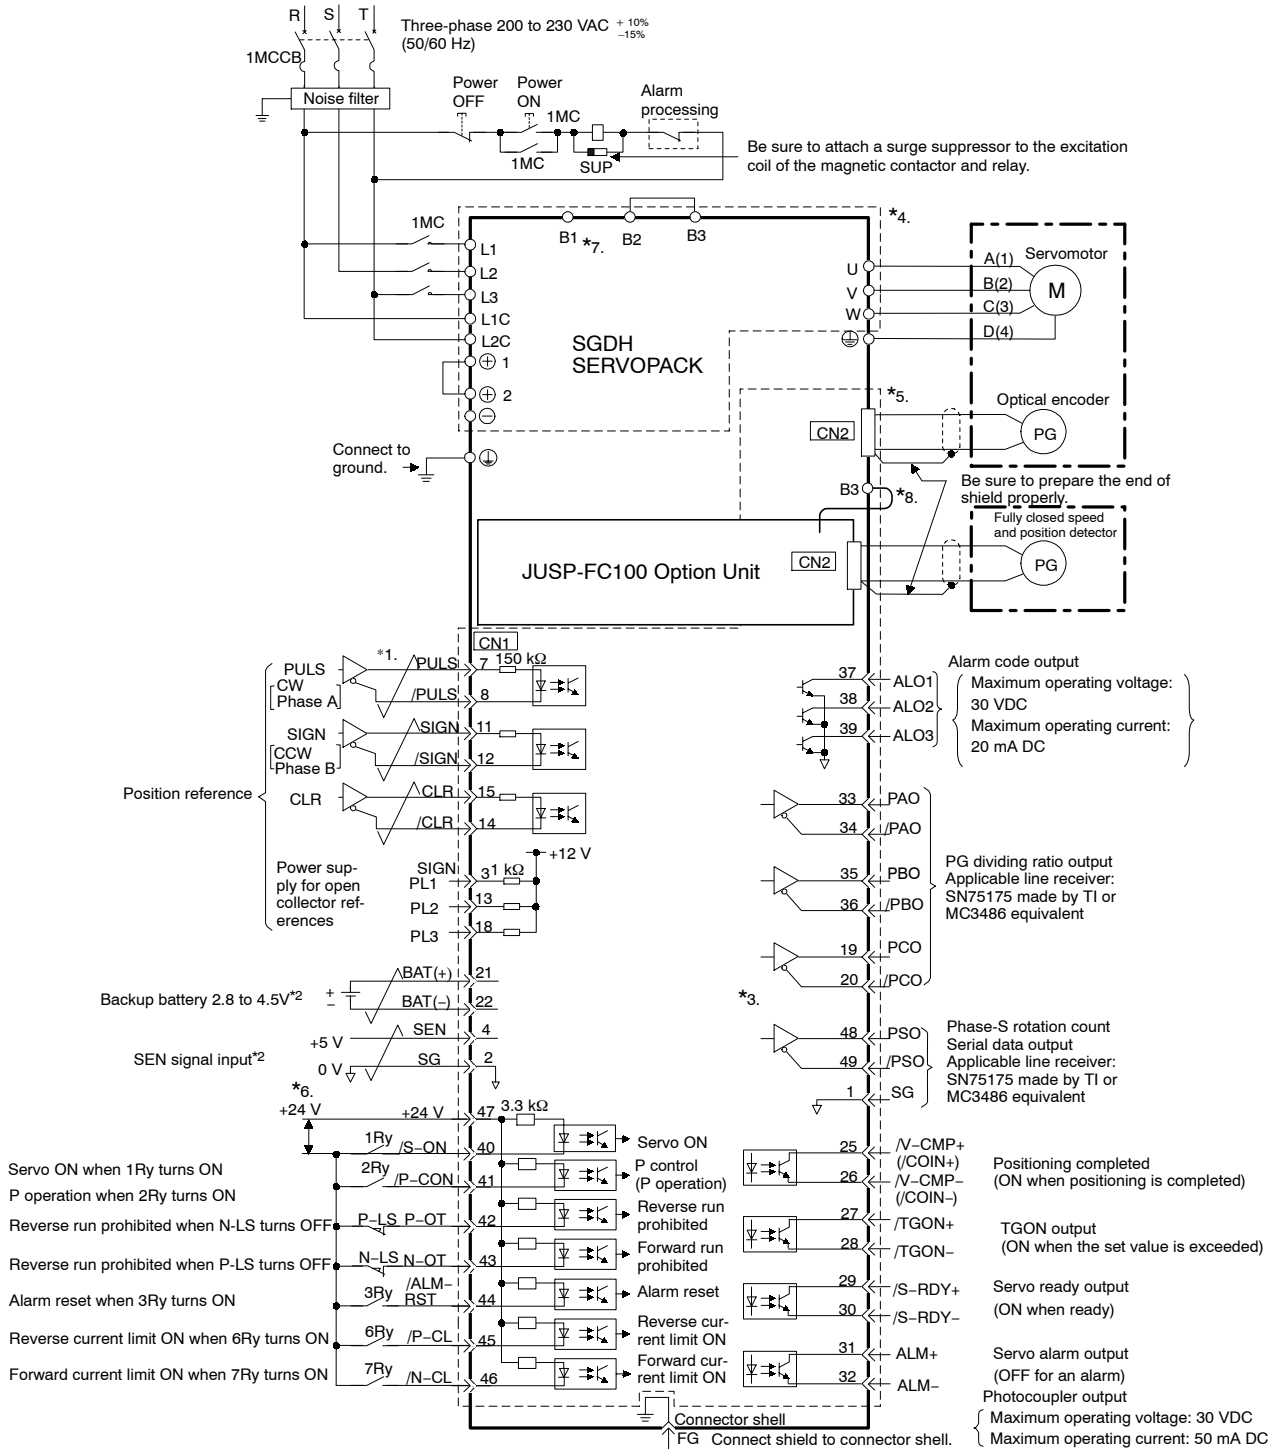 R S T
Three-phase 200 to 230 VAC + 10% −15%
(50/60 Hz)
1MCCB
Noise filter
Power OFF
Power ON
1MC
Alarm processing
1MC
SUP
Be sure to attach a surge suppressor to the excitation
coil of the magnetic contactor and relay.
1MC
B1 *7. B2 B3
*4.
L1
L2
L3
L1C
L2C
1
2
SGDH
SERVOPACK
U
V
W
A(1)
B(2)
C(3)
D(4)
Servomotor
M
*5.
Optical encoder
CN2
PG
Connect to
ground.
B3
*8.
Be sure to prepare the end of
shield properly.
Fully closed speed
and position detector
JUSP-FC100 Option Unit
CN2
PG
CN1
Position reference
PULS
CW
Phase A
*1.
PULS 7 150 kΩ
/PULS 8
SIGN
CCW
Phase B
SIGN 11
/SIGN 12
CLR
CLR 15
/CLR 14
Power sup-
ply for open
collector ref-
erences
+12 V
SIGN
PL1 3 1 kΩ
PL2 13
PL3 18
Backup battery 2.8 to 4.5V*2
+
−
BAT(+) 21
BAT(−) 22
SEN signal input*2
+5 V SEN 4
0 V SG 2
*6.
+24 V
+24 V 47 3.3 kΩ
Servo ON when 1Ry turns ON
1Ry /S-ON 40
Servo ON
P operation when 2Ry turns ON
2Ry /P−CON 41
P control
(P operation)
Reverse run prohibited when N-LS turns OFF
P−LS P−OT 42
Reverse run
prohibited
Reverse run prohibited when P-LS turns OFF
N−LS N−OT 43
Forward run
prohibited
Alarm reset when 3Ry turns ON
3Ry /ALM−
RST 44
Alarm reset
Reverse current limit ON when 6Ry turns ON
6Ry /P−CL 45
Reverse cur-
rent limit ON
Forward current limit ON when 7Ry turns ON
7Ry /N−CL 46
Forward cur-
rent limit ON
37 ALO1
38 ALO2
39 ALO3
Alarm code output
Maximum operating voltage:
30 VDC
Maximum operating current:
20 mA DC
33 PAO
34 /PAO
35 PBO
36 /PBO
19 PCO
20 /PCO
PG dividing ratio output
Applicable line receiver:
SN75175 made by TI or
MC3486 equivalent
*3.
48 PSO
49 /PSO
1 SG
Phase-S rotation count
Serial data output
Applicable line receiver:
SN75175 made by TI or
MC3486 equivalent
25 /V−CMP+
(/COIN+)
26 /V−CMP−
(/COIN−)
Positioning completed
(ON when positioning is completed)
27 /TGON+
28 /TGON−
TGON output
(ON when the set value is exceeded)
29 /S−RDY+
30 /S−RDY−
Servo ready output
(ON when ready)
31 ALM+
32 ALM−
Servo alarm output
(OFF for an alarm)
Photocoupler output
Maximum operating voltage: 30 VDC
Maximum operating current: 50 mA DC
Connector shell
FG Connect shield to connector shell.